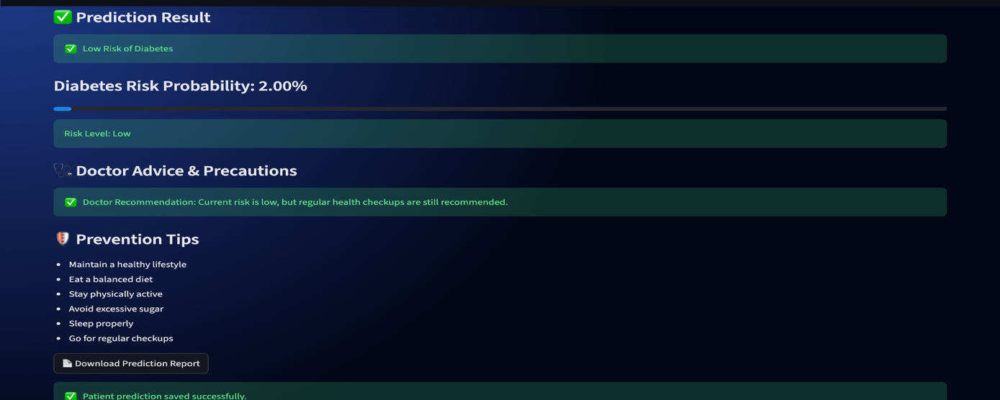 Prediction Result
Low Risk of Diabetes
Diabetes Risk Probability: 2.00%
Risk Level: Low
Doctor Advice & Precautions
Doctor Recommendation: Current risk is low, but regular health checkups are still recommended.
Prevention Tips
Maintain a healthy lifestyle
Eat a balanced diet
Stay physically active
Avoid excessive sugar
Sleep properly
Go for regular checkups
Download Prediction Report
Patient prediction saved successfully.